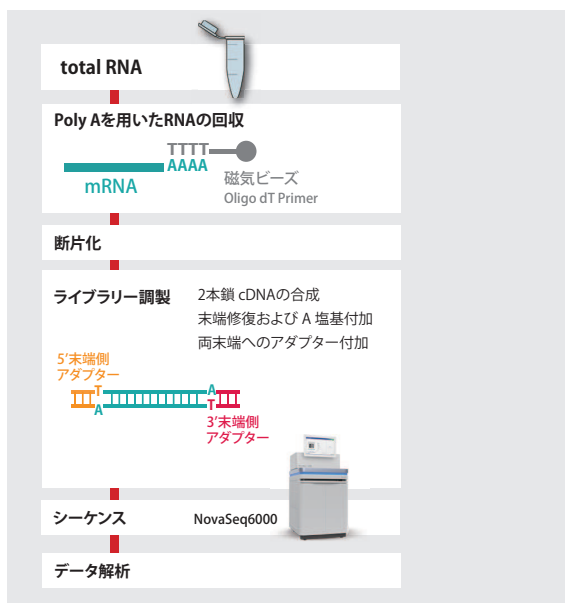 total RNA
Poly Aを用いたRNAの回収
TTTT
AAAA
mRNA
磁気ビーズ
Oligo dT Primer
断片化
ライブラリー調製
2本鎖 cDNAの合成
末端修復および A 塩基付加
両末端へのアダプター付加
5'末端側
アダプター
T
A
A
T
3'末端側
アダプター
シーケンス
NovaSeq6000
データ解析